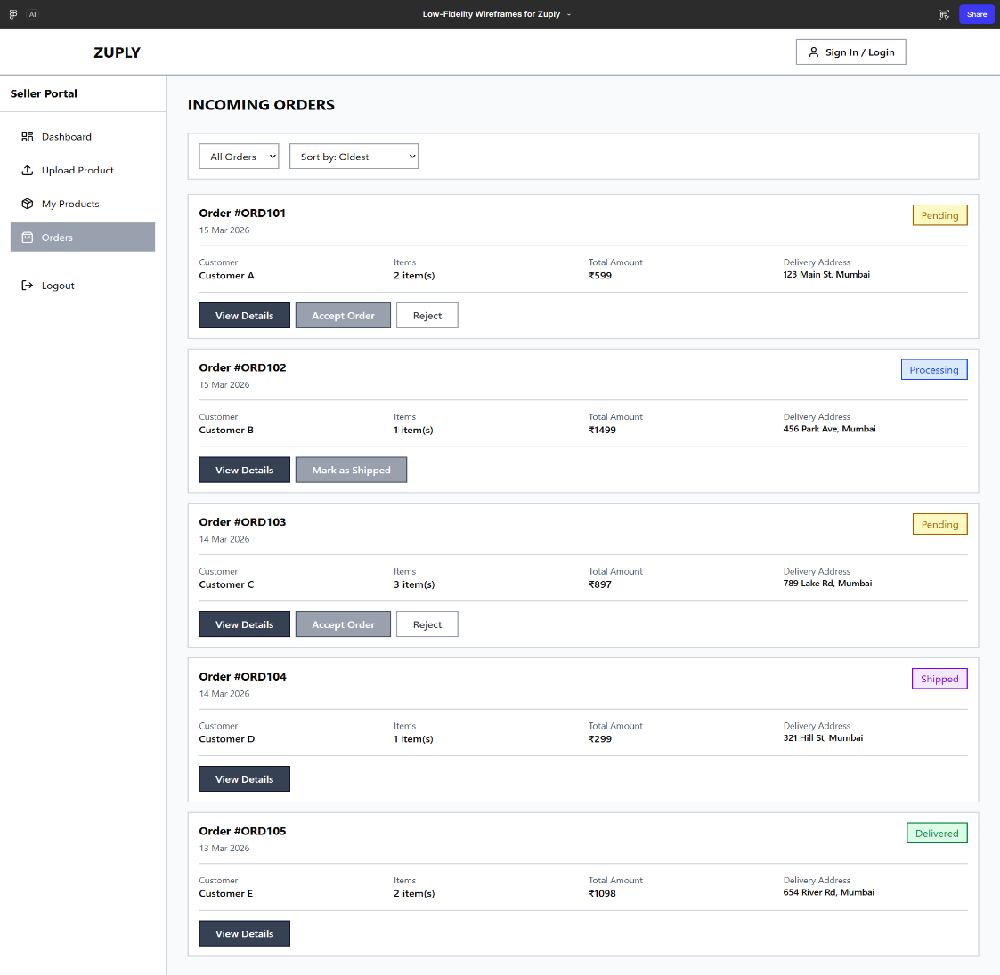 AI
Low-Fidelity Wireframes for Zuply
Share
ZUPLY
Sign In / Login
Seller Portal
Dashboard
Upload Product
My Products
Orders
Logout
INCOMING ORDERS
All Orders
Sort by: Oldest
Order #ORD101
Pending
15 Mar 2026
Customer Items Total Amount Delivery Address
Customer A 2 item(s) ₹599 123 Main St, Mumbai
View Details Accept Order Reject
Order #ORD102
Processing
15 Mar 2026
Customer Items Total Amount Delivery Address
Customer B 1 item(s) ₹1499 456 Park Ave, Mumbai
View Details Mark as Shipped
Order #ORD103
Pending
14 Mar 2026
Customer Items Total Amount Delivery Address
Customer C 3 item(s) ₹897 789 Lake Rd, Mumbai
View Details Accept Order Reject
Order #ORD104
Shipped
14 Mar 2026
Customer Items Total Amount Delivery Address
Customer D 1 item(s) ₹299 321 Hill St, Mumbai
View Details
Order #ORD105
Delivered
13 Mar 2026
Customer Items Total Amount Delivery Address
Customer E 2 item(s) ₹1098 654 River Rd, Mumbai
View Details